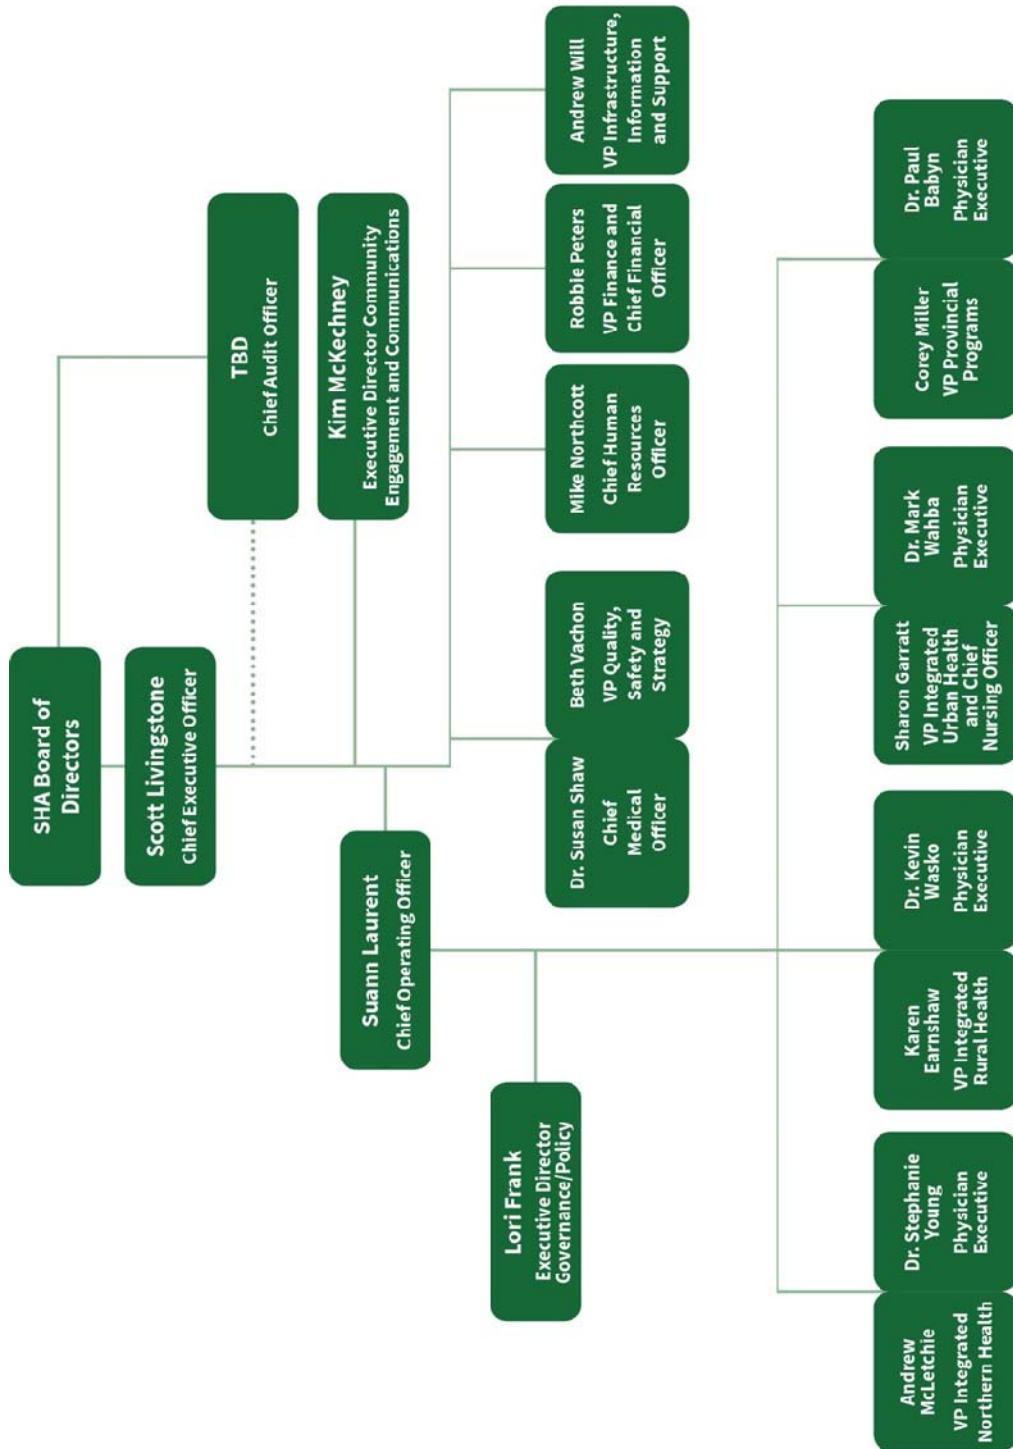 SHA Board of
Directors
Scott Livingstone
Chief Executive Officer
TBD
Chief Audit Officer
Kim McKechney
Executive Director Community
Engagement and Communications
Suann Laurent
Chief Operating Officer
Lori Frank
Executive Director
Governance/Policy
Dr. Susan Shaw
Chief
Medical
Officer
Beth Vachon
VP Quality,
Safety and
Strategy
Mike Northcott
Chief Human
Resources
Officer
Robbie Peters
VP Finance and
Chief Financial
Officer
Andrew Will
VP Infrastructure,
Information
and Support
Andrew
McLetchie
VP Integrated
Northern Health
Dr. Stephanie
Young
Physician
Executive
Karen
Earnshaw
VP Integrated
Rural Health
Dr. Kevin
Wasko
Physician
Executive
Sharon Garratt
VP Integrated
Urban Health
and Chief
Nursing Officer
Dr. Mark
Wahba
Physician
Executive
Corey Miller
VP Provincial
Programs
Dr. Paul
Babyn
Physician
Executive